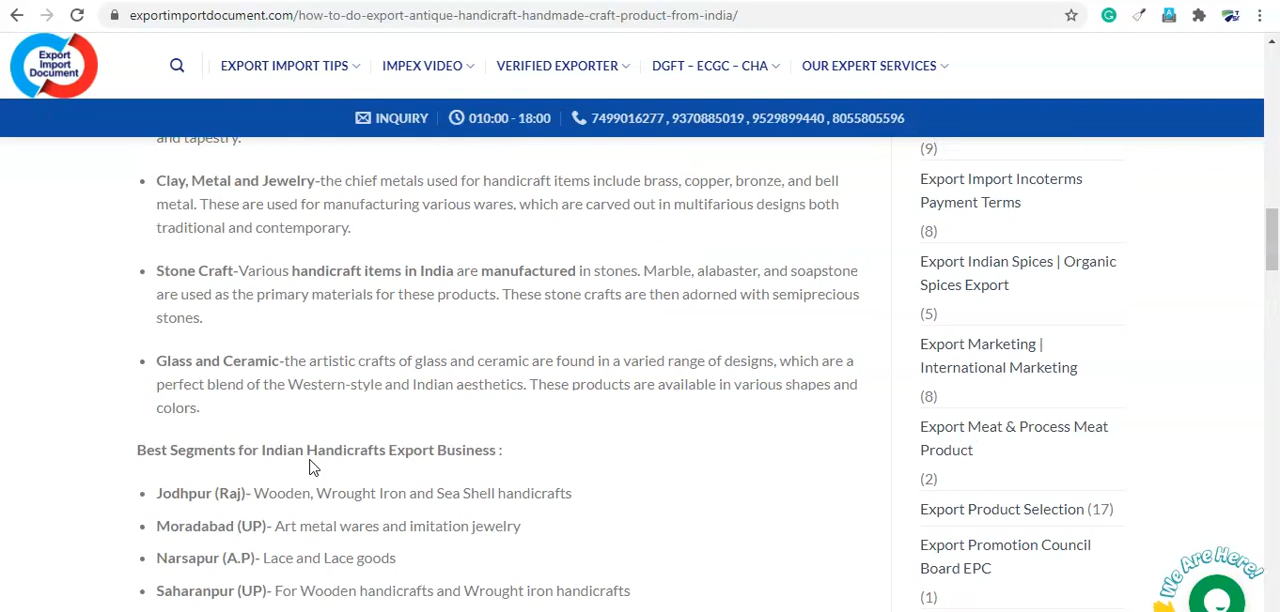 exportimportdocument.com/how-to-do-export-antique-handicraft-handmade-craft-product-from-india/
Export
Import
Document
EXPORT IMPORT TIPS
IMPEX VIDEO
VERIFIED EXPORTER
DGFT – ECGC – CHA
OUR EXPERT SERVICES
INQUIRY
010:00 - 18:00
7499016277 , 9370885019 , 9529899440 , 8055805596
and tapestry.
• Clay, Metal and Jewelry-the chief metals used for handicraft items include brass, copper, bronze, and bell
metal. These are used for manufacturing various wares, which are carved out in multifarious designs both
traditional and contemporary.
• Stone Craft-Various handicraft items in India are manufactured in stones. Marble, alabaster, and soapstone
are used as the primary materials for these products. These stone crafts are then adorned with semiprecious
stones.
• Glass and Ceramic-the artistic crafts of glass and ceramic are found in a varied range of designs, which are a
perfect blend of the Western-style and Indian aesthetics. These products are available in various shapes and
colors.
Best Segments for Indian Handicrafts Export Business :
• Jodhpur (Raj)- Wooden, Wrought Iron and Sea Shell handicrafts
• Moradabad (UP)- Art metal wares and imitation jewelry
• Narsapur (A.P)- Lace and Lace goods
• Saharanpur (UP)- For Wooden handicrafts and Wrought iron handicrafts
(9)
Export Import Incoterms
Payment Terms
(8)
Export Indian Spices | Organic
Spices Export
(5)
Export Marketing |
International Marketing
(8)
Export Meat & Process Meat
Product
(2)
Export Product Selection (17)
Export Promotion Council
Board EPC
(1)
We Are Here!